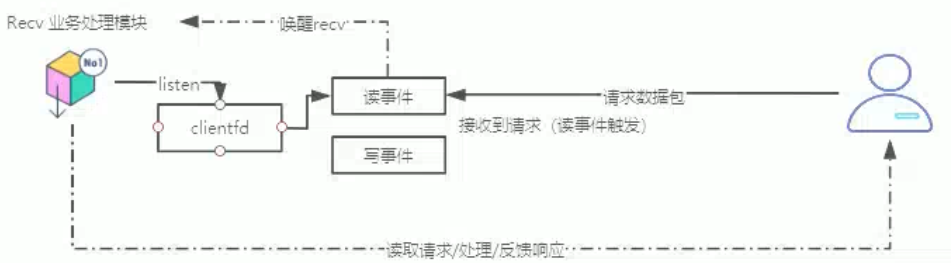 Recv 业务处理模块
唤醒recv
No1
listen
clientfd
读事件
请求数据包
接收到请求（读事件触发）
写事件
读取请求/处理/反馈响应